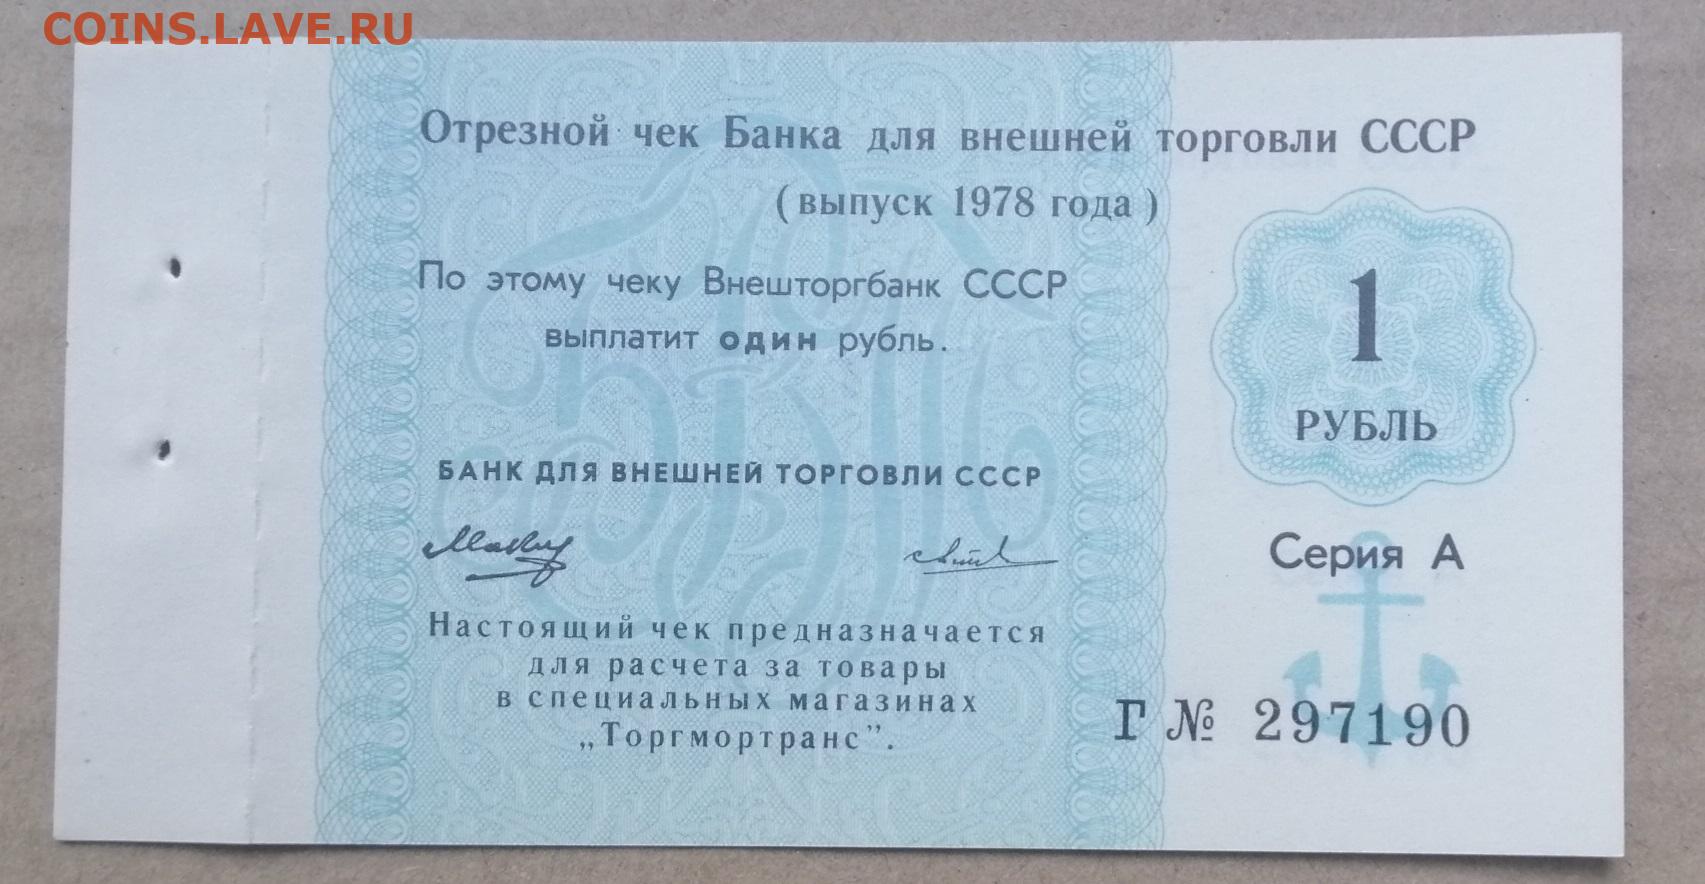 COINS.LAVE.RU
Отрезной чек Банка для внешней торговли СССР
(выпуск 1978 года)
По этому чеку Внешторгбанк СССР
выплатит один рубль.
1
РУБЛЬ
БАНК ДЛЯ ВНЕШНЕЙ ТОРГОВЛИ СССР
Серия А
Настоящий чек предназначается
для расчета за товары
в специальных магазинах
„Торгмортранс”.
Г № 297190